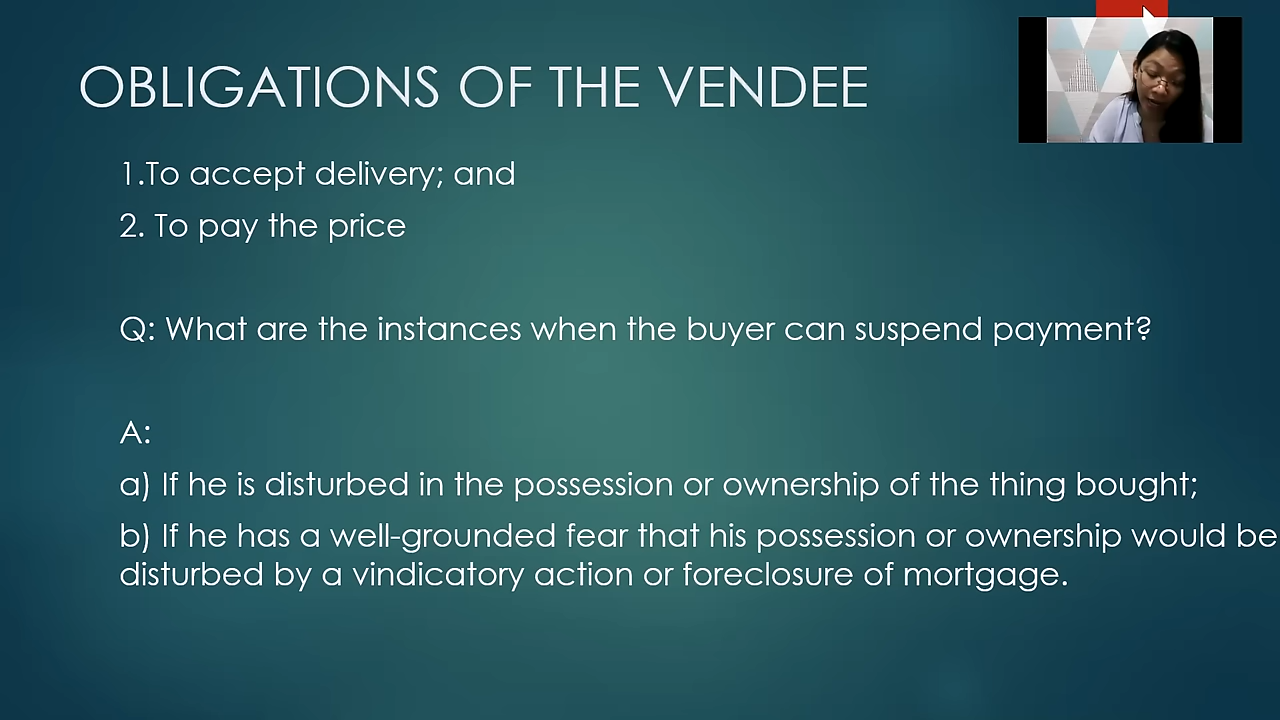 OBLIGATIONS OF THE VENDEE
1.To accept delivery; and
2. To pay the price
Q: What are the instances when the buyer can suspend payment?
A:
a) If he is disturbed in the possession or ownership of the thing bought;
b) If he has a well-grounded fear that his possession or ownership would be
disturbed by a vindicatory action or foreclosure of mortgage.